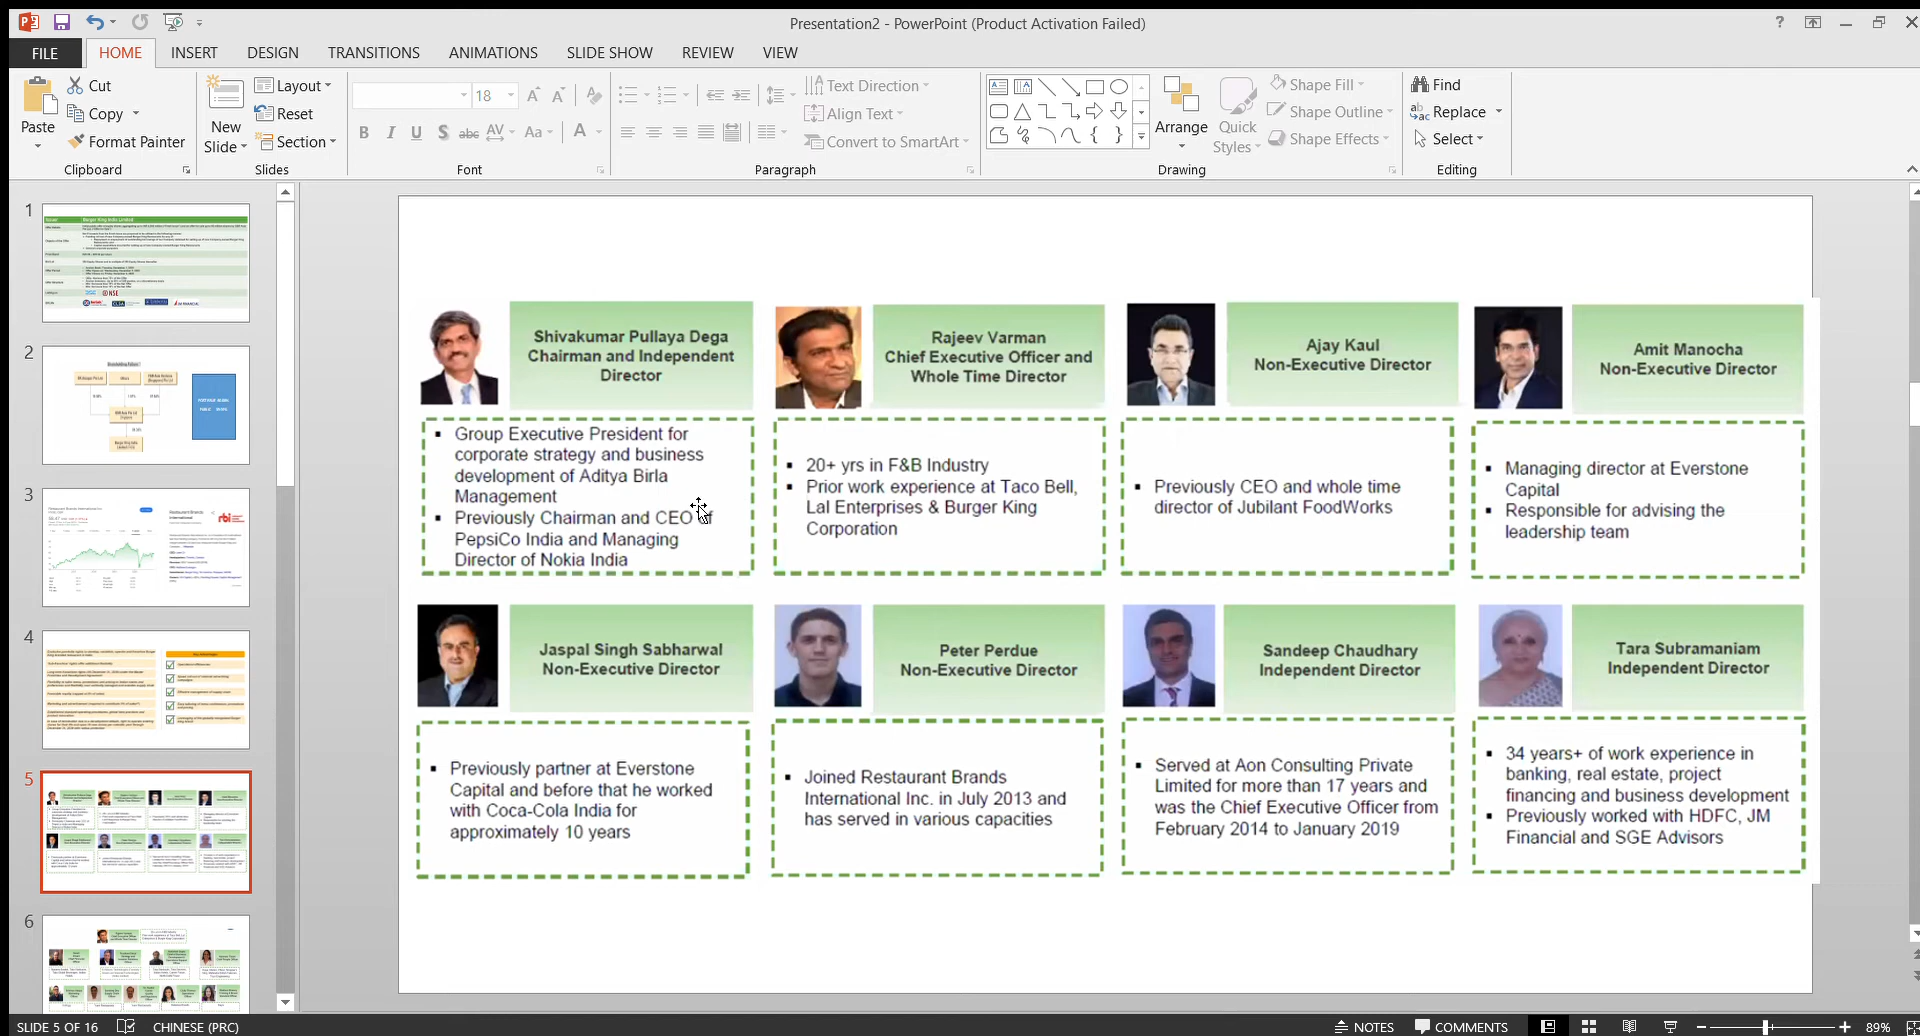 Presentation2 - PowerPoint (Product Activation Failed)
FILE HOME INSERT DESIGN TRANSITIONS ANIMATIONS SLIDE SHOW REVIEW VIEW
Paste
Cut
Copy
Format Painter
Clipboard
New
Slide
Layout
Reset
Section
Slides
18
Font
Text Direction
Align Text
Convert to SmartArt
Paragraph
Arrange
Quick
Styles
Shape Fill
Shape Outline
Shape Effects
Drawing
Find
Replace
Select
Editing
1
2
3
4
5
6
Shivakumar Pullaya Dega
Chairman and Independent
Director
Group Executive President for
corporate strategy and business
development of Aditya Birla
Management
Previously Chairman and CEO of
PepsiCo India and Managing
Director of Nokia India
Rajeev Varman
Chief Executive Officer and
Whole Time Director
20+ yrs in F&B Industry
Prior work experience at Taco Bell,
Lal Enterprises & Burger King
Corporation
Ajay Kaul
Non-Executive Director
Previously CEO and whole time
director of Jubilant FoodWorks
Amit Manocha
Non-Executive Director
Managing director at Everstone
Capital
Responsible for advising the
leadership team
Jaspal Singh Sabharwal
Non-Executive Director
Previously partner at Everstone
Capital and before that he worked
with Coca-Cola India for
approximately 10 years
Peter Perdue
Non-Executive Director
Joined Restaurant Brands
International Inc. in July 2013 and
has served in various capacities
Sandeep Chaudhary
Independent Director
Served at Aon Consulting Private
Limited for more than 17 years and
was the Chief Executive Officer from
February 2014 to January 2019
Tara Subramaniam
Independent Director
34 years+ of work experience in
banking, real estate, project
financing and business development
Previously worked with HDFC, JM
Financial and SGE Advisors
SLIDE 5 OF 16 CHINESE (PRC) NOTES COMMENTS 89%